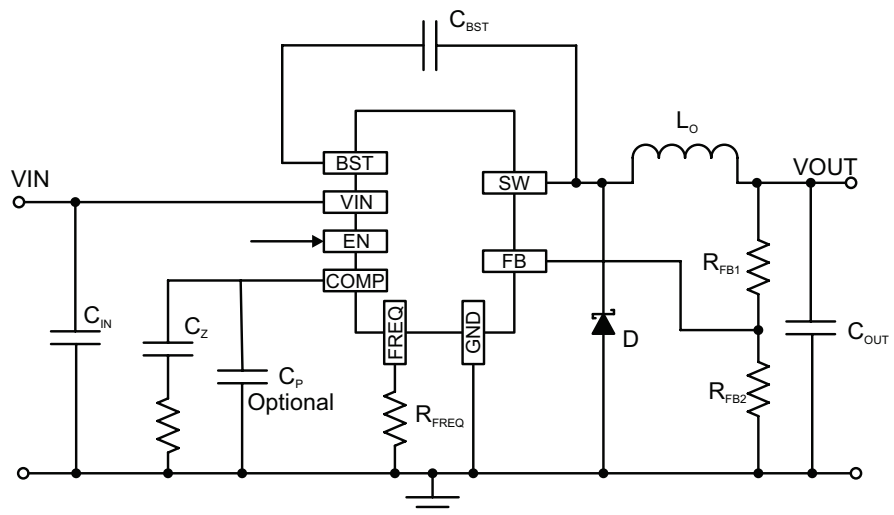 C_BST
L_O
BST
VIN
SW
VOUT
VIN
EN
FB
R_FB1
COMP
FREQ
GND
C_IN
C_Z
D
C_OUT
C_P
Optional
R_FREQ
R_FB2